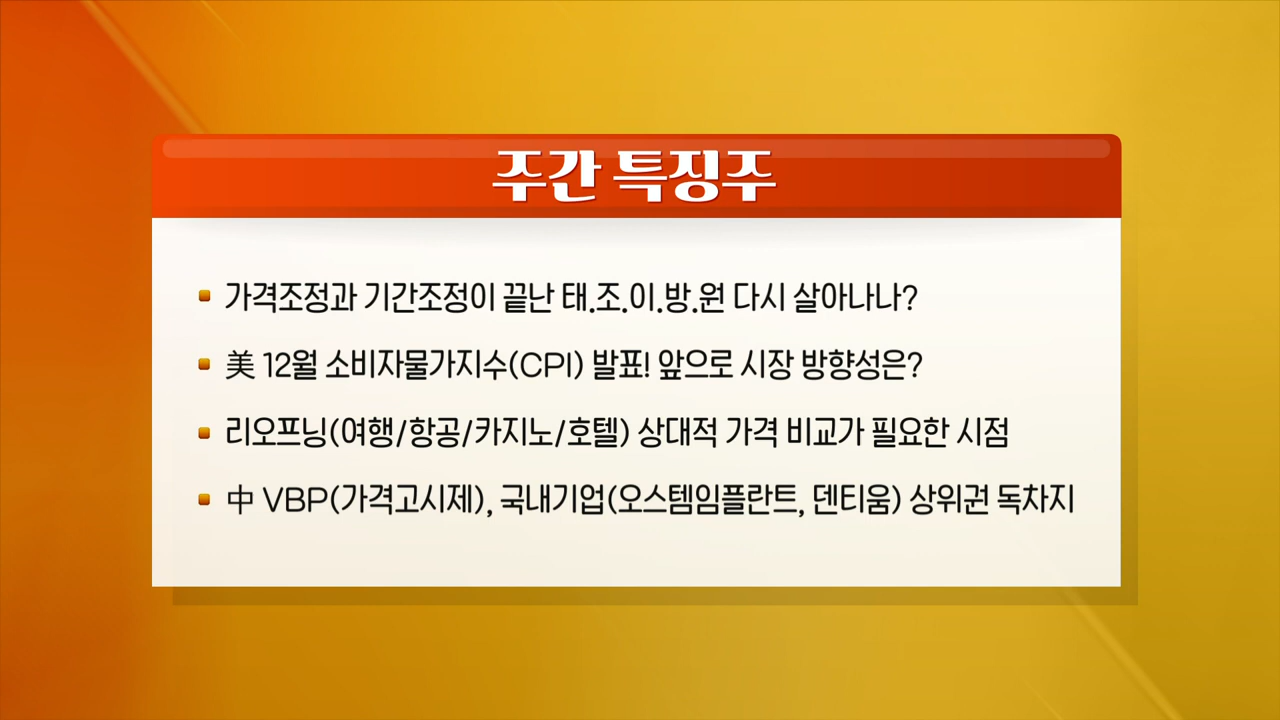 주간 특징주
가격조정과 기간조정이 끝난 태.조.이.방.원 다시 살아나나?
美 12월 소비자물가지수(CPI) 발표! 앞으로 시장 방향성은?
리오프닝(여행/항공/카지노/호텔) 상대적 가격 비교가 필요한 시점
中 VBP(가격고시제), 국내기업(오스템임플란트, 덴티움) 상위권 독차지